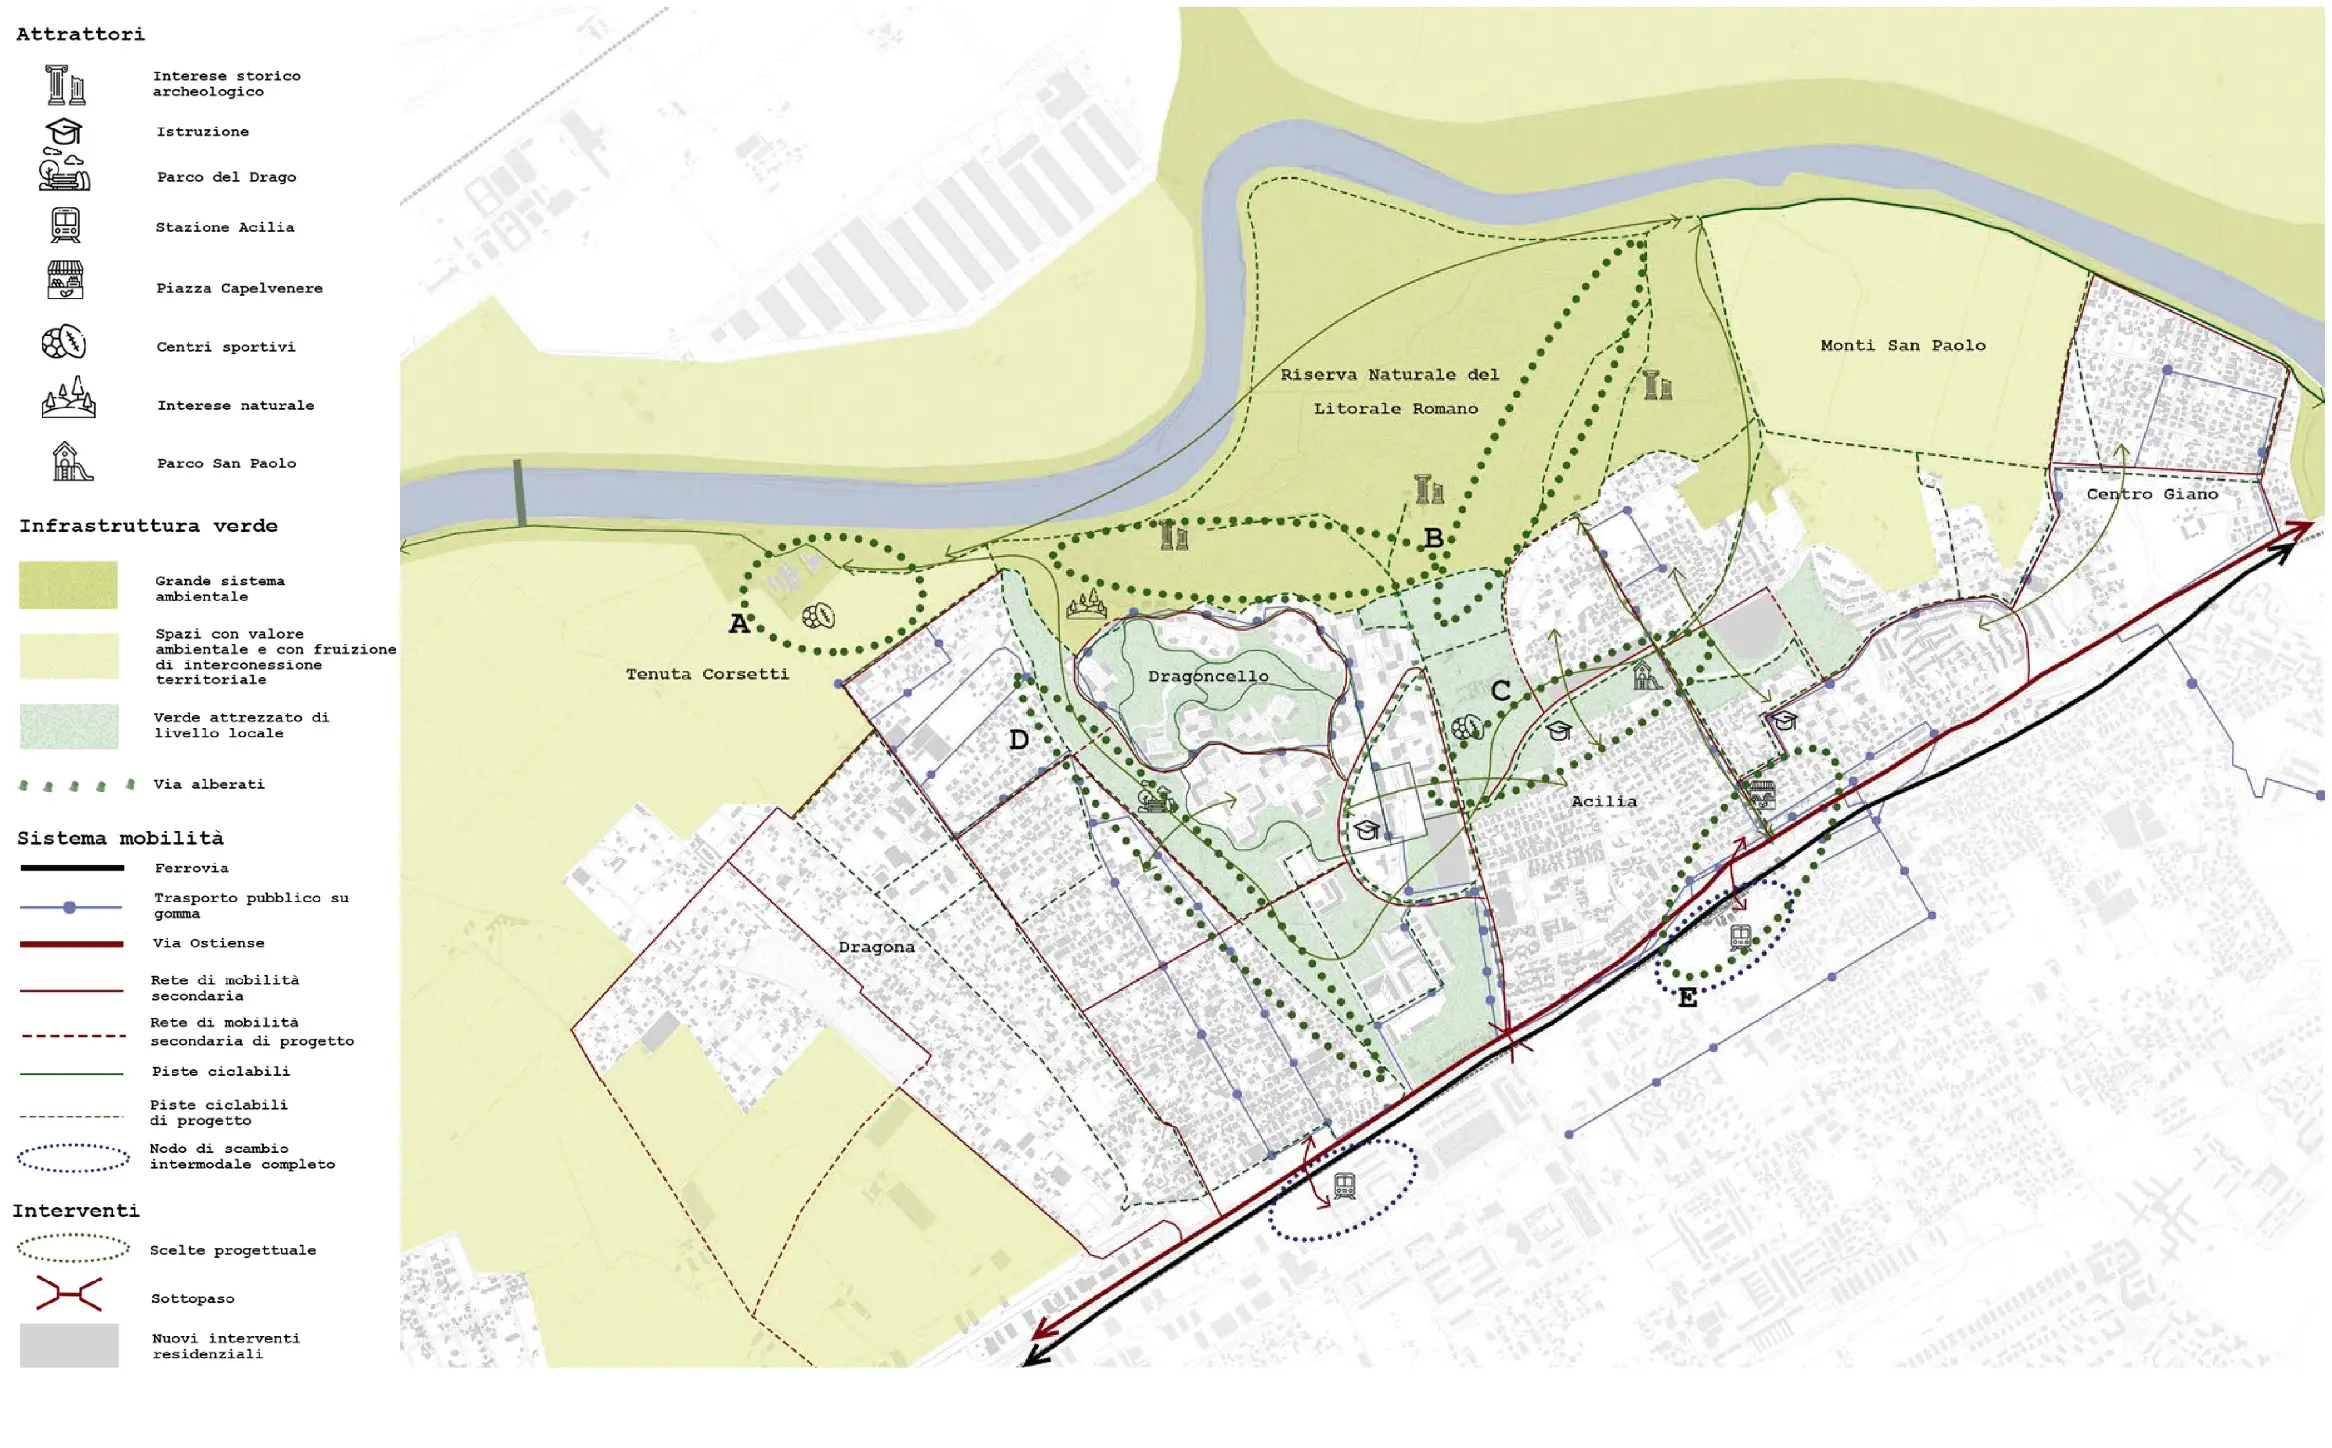 Attrattori
Interese storico
archeologico
Istruzione
Parco del Drago
Stazione Acilia
Piazza Capelvenere
Centri sportivi
Interese naturale
Parco San Paolo
Infrastruttura verde
Grande sistema
ambientale
Spazi con valore
ambientale e con fruizione
di interconessione
territoriale
Verde attrezzato di
livello locale
Via alberati
Sistema mobilità
Ferrovia
Trasporto pubblico su
gomma
Via Ostiense
Rete di mobilità
secondaria
Rete di mobilità
secondaria di progetto
Piste ciclabili
Piste ciclabili
di progetto
Nodo di scambio
intermodale completo
Interventi
Scelte progettuale
Sottopaso
Nuovi interventi
residenziali
Riserva Naturale del
Litorale Romano
Monti San Paolo
Centro Giano
B
A
Tenuta Corsetti
Dragoncello
C
D
Acilia
Dragona
E